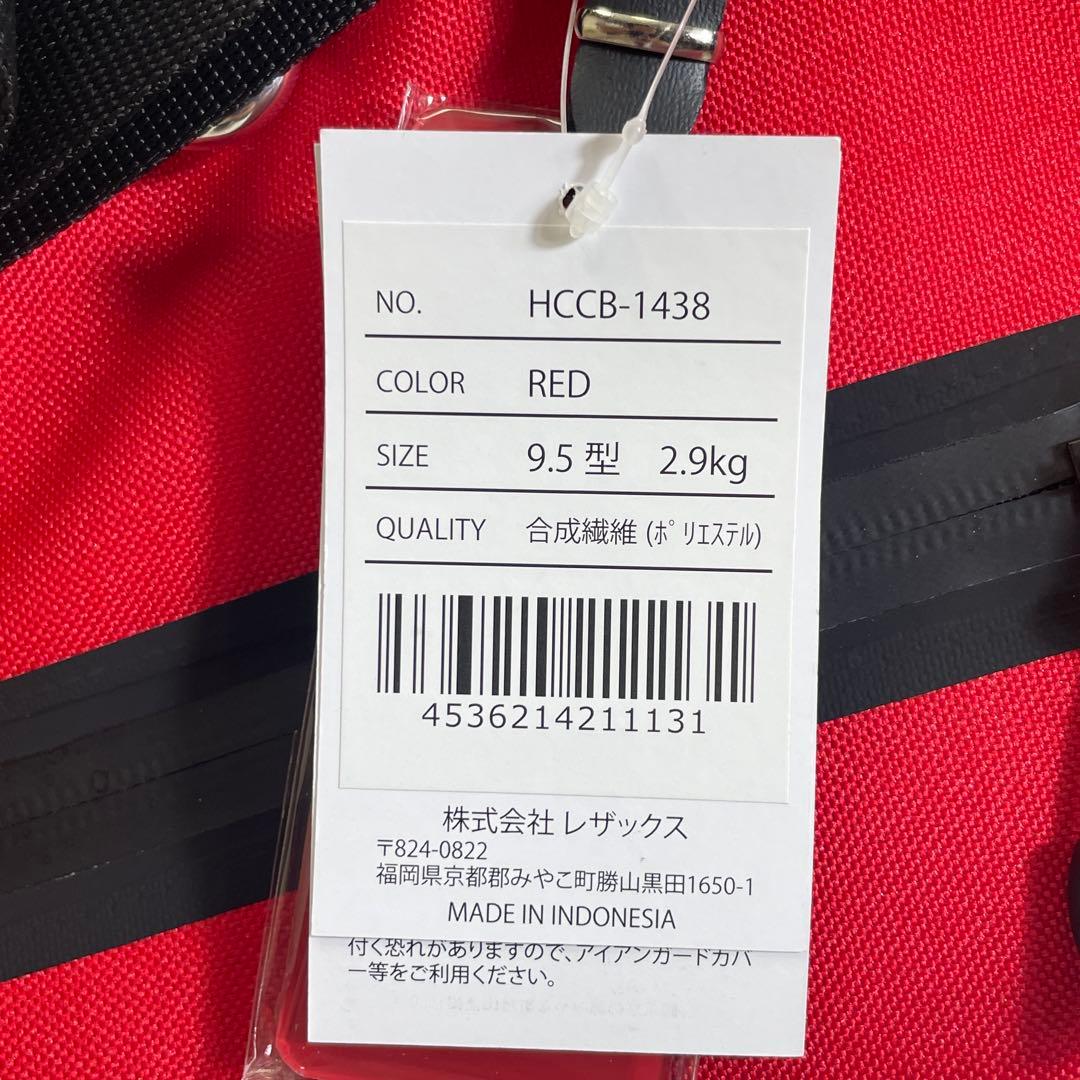 NO. HCCB-1438
COLOR RED
SIZE 9.5 型 2.9kg
QUALITY 合成繊維 (ﾎﾟﾘｴｽﾃﾙ)
4536214211131
株式会社 レザックス
〒824-0822
福岡県京都郡みやこ町勝山黒田1650-1
MADE IN INDONESIA
付く恐れがありますので、アイアンガードカバ
ー等をご利用ください。